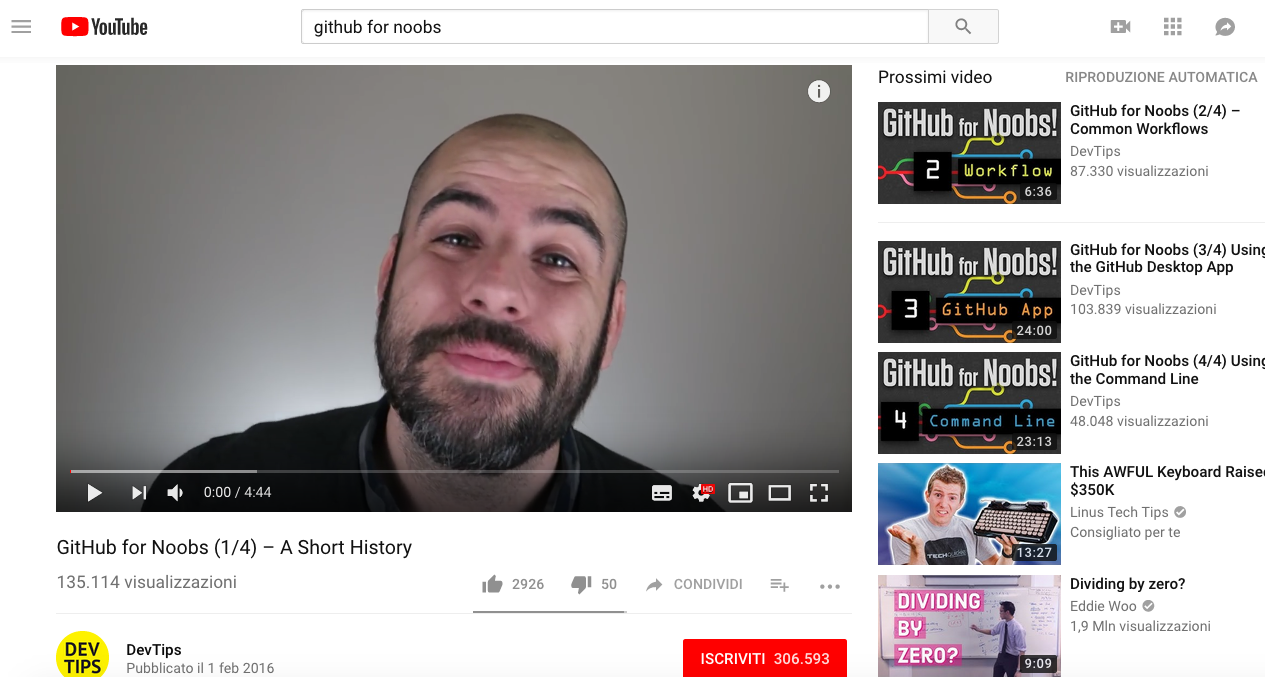 YouTube
github for noobs
i
0:00 / 4:44
HD
GitHub for Noobs (1/4) – A Short History
135.114 visualizzazioni
2926
50
CONDIVIDI
DEV
TIPS
DevTips
Pubblicato il 1 feb 2016
ISCRIVITI 306.593
Prossimi video
RIPRODUZIONE AUTOMATICA
GitHub for Noobs!
2 Workflow
6:36
GitHub for Noobs (2/4) –
Common Workflows
DevTips
87.330 visualizzazioni
GitHub for Noobs!
3 GitHub App
24:00
GitHub for Noobs (3/4) Using
the GitHub Desktop App
DevTips
103.839 visualizzazioni
GitHub for Noobs!
4 Command Line
23:13
GitHub for Noobs (4/4) Using
the Command Line
DevTips
48.048 visualizzazioni
13:27
This AWFUL Keyboard Raised
$350K
Linus Tech Tips
Consigliato per te
DIVIDING
BY
ZERO?
9:09
Dividing by zero?
Eddie Woo
1,9 Mln visualizzazioni